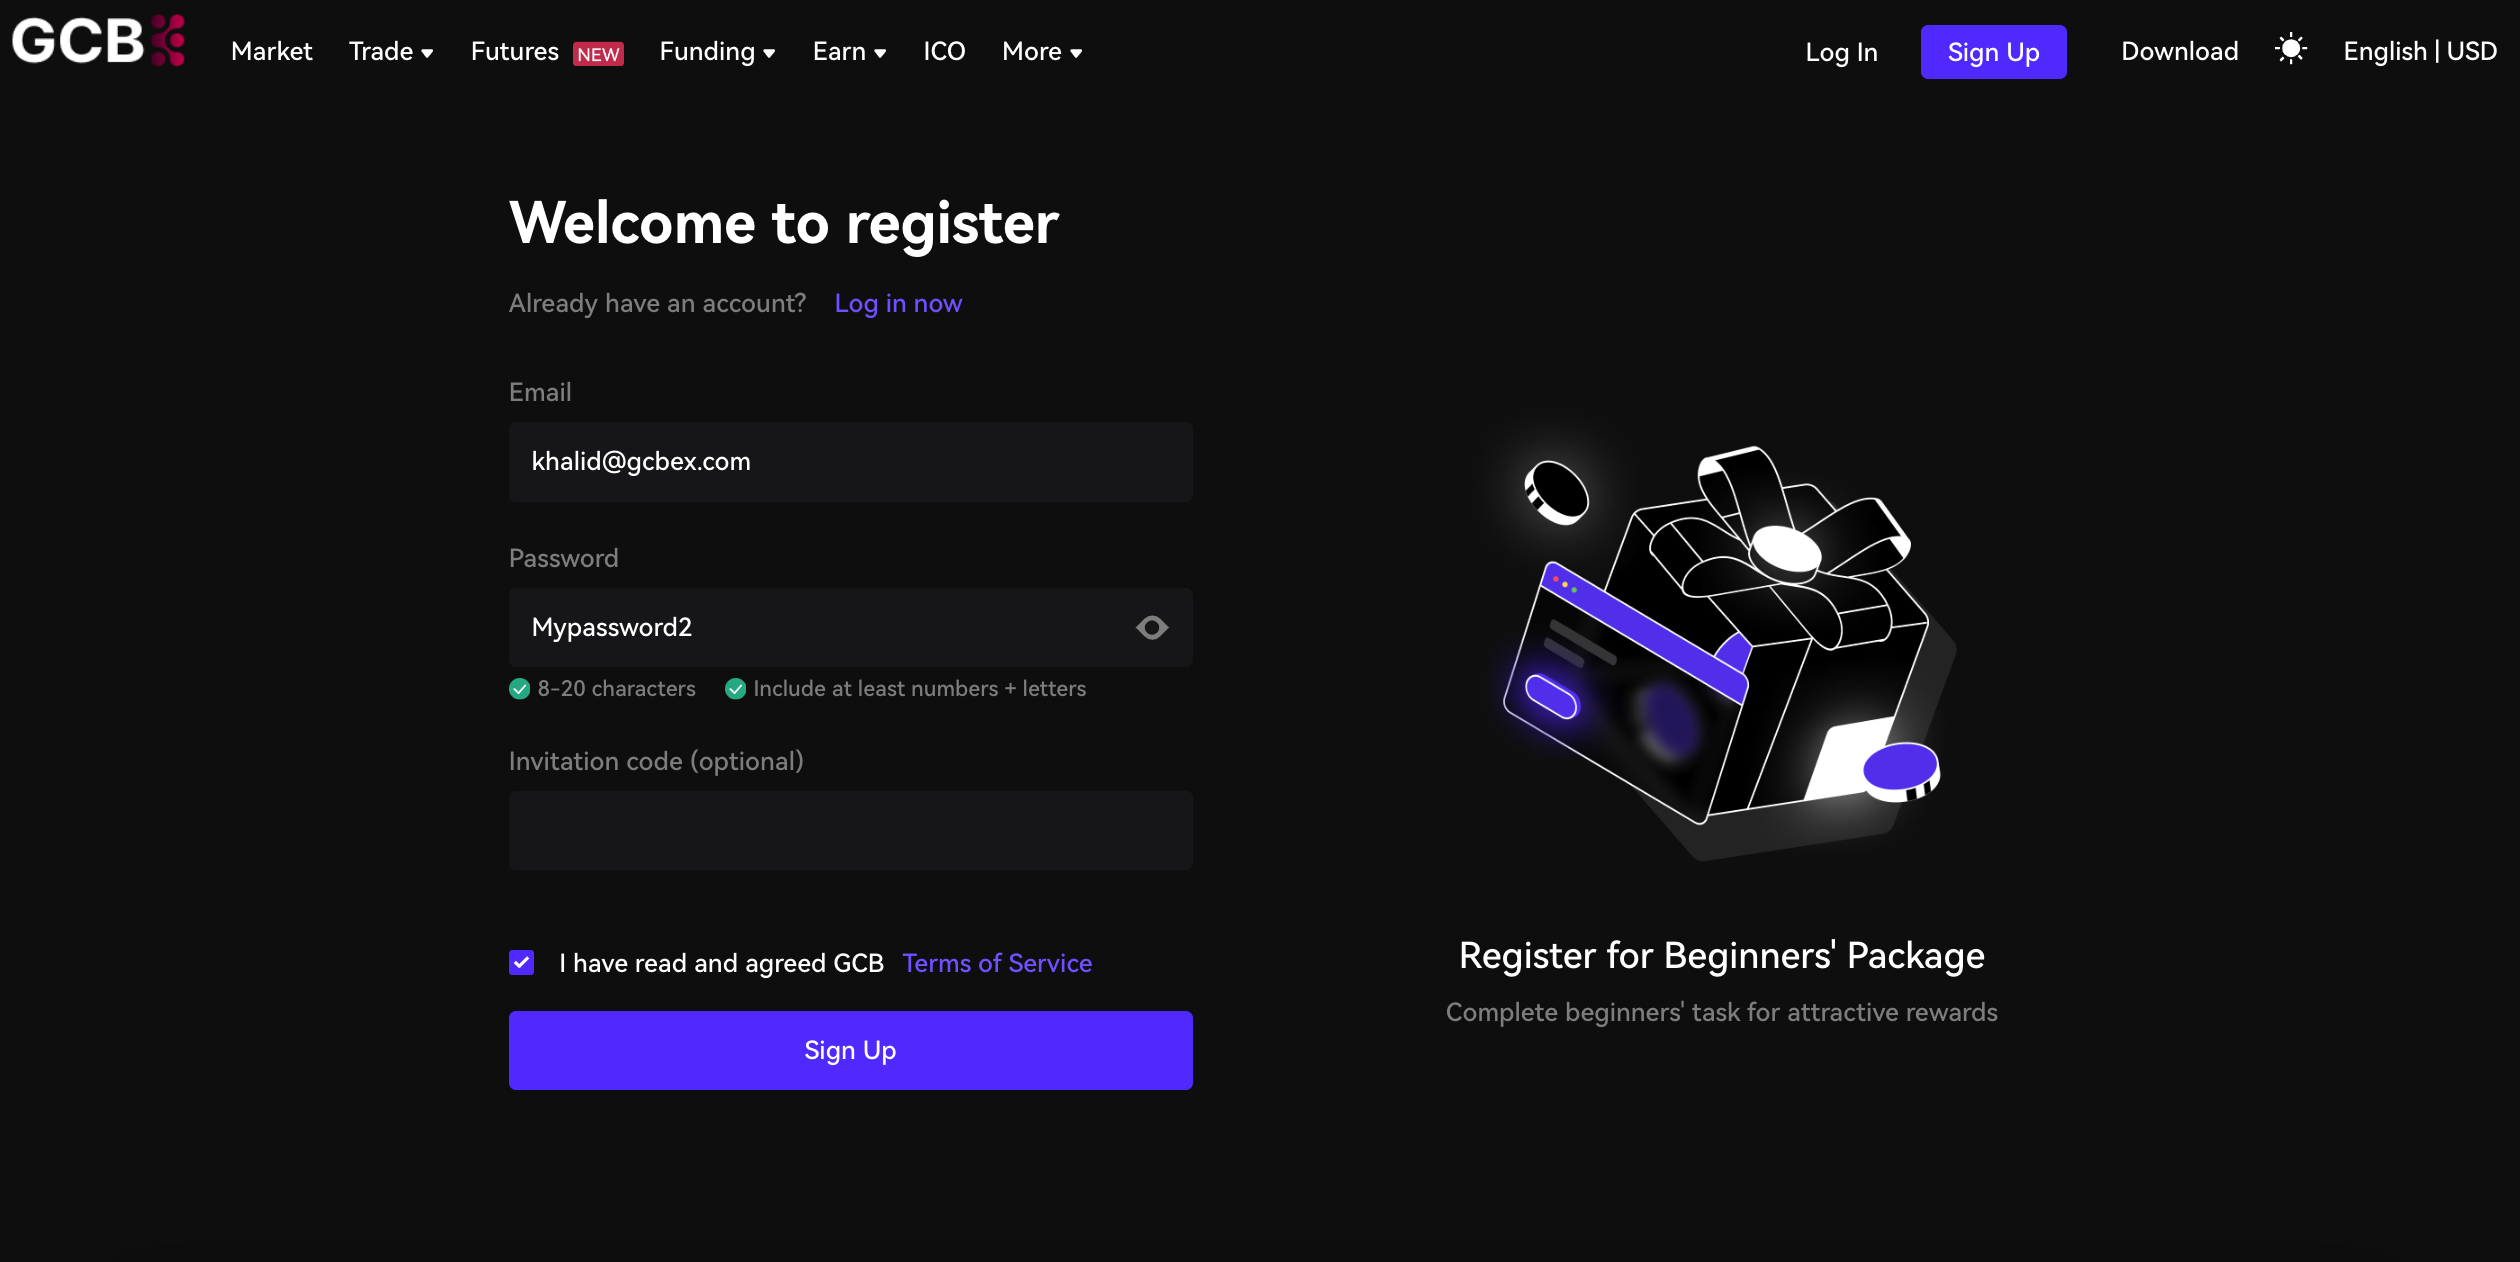 GCB
Market Trade Futures NEW Funding Earn ICO More Log In Sign Up Download English | USD
Welcome to register
Already have an account? Log in now
Email
khalid@gcbex.com
Password
Mypassword2
8-20 characters Include at least numbers + letters
Invitation code (optional)
I have read and agreed GCB Terms of Service
Sign Up
Register for Beginners' Package
Complete beginners' task for attractive rewards